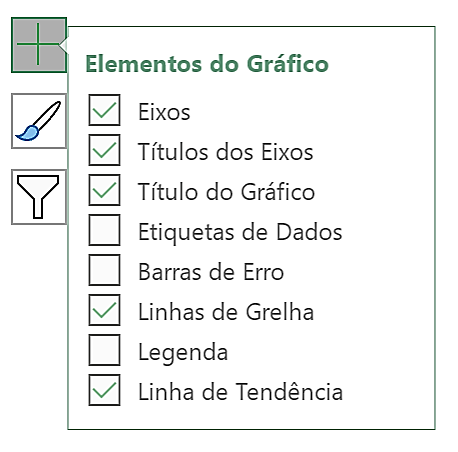 Elementos do Gráfico
Eixos
Títulos dos Eixos
Título do Gráfico
Etiquetas de Dados
Barras de Erro
Linhas de Grelha
Legenda
Linha de Tendência